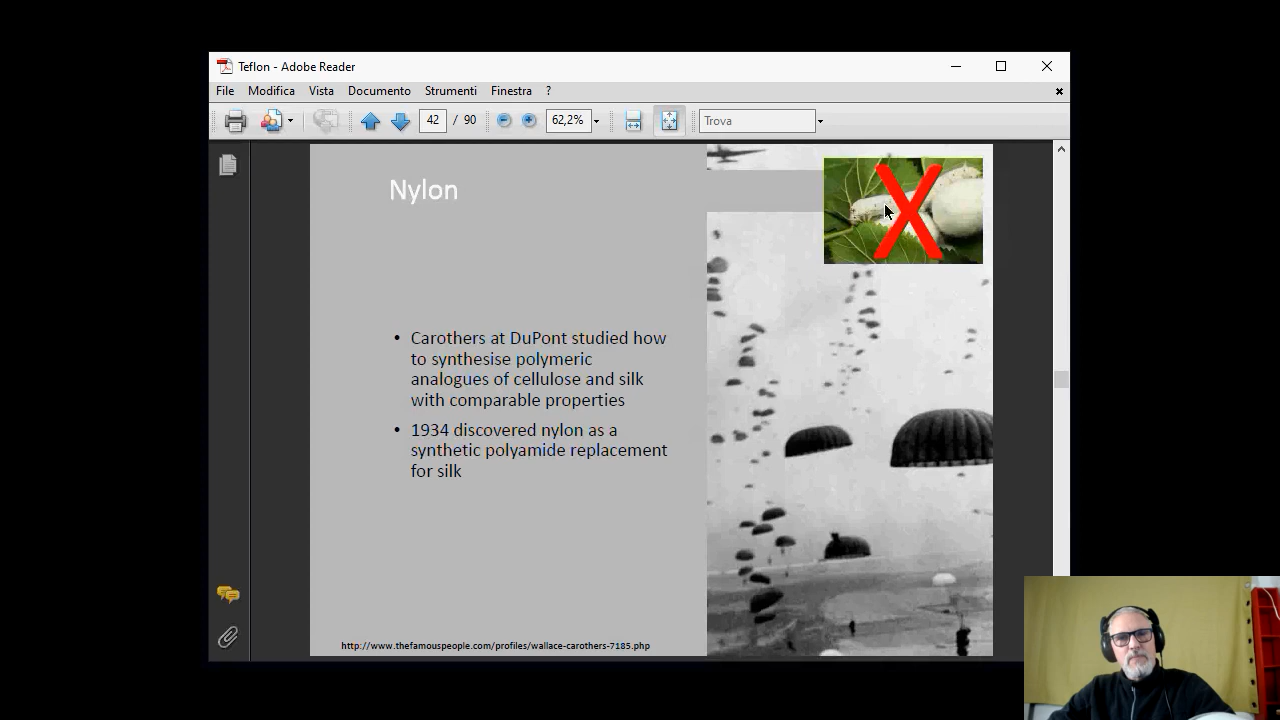 Teflon - Adobe Reader
File Modifica Vista Documento Strumenti Finestra ?
42 / 90 62,2% Trova
Nylon
X
• Carothers at DuPont studied how
to synthesise polymeric
analogues of cellulose and silk
with comparable properties
• 1934 discovered nylon as a
synthetic polyamide replacement
for silk
http://www.thefamouspeople.com/profiles/wallace-carothers-7185.php